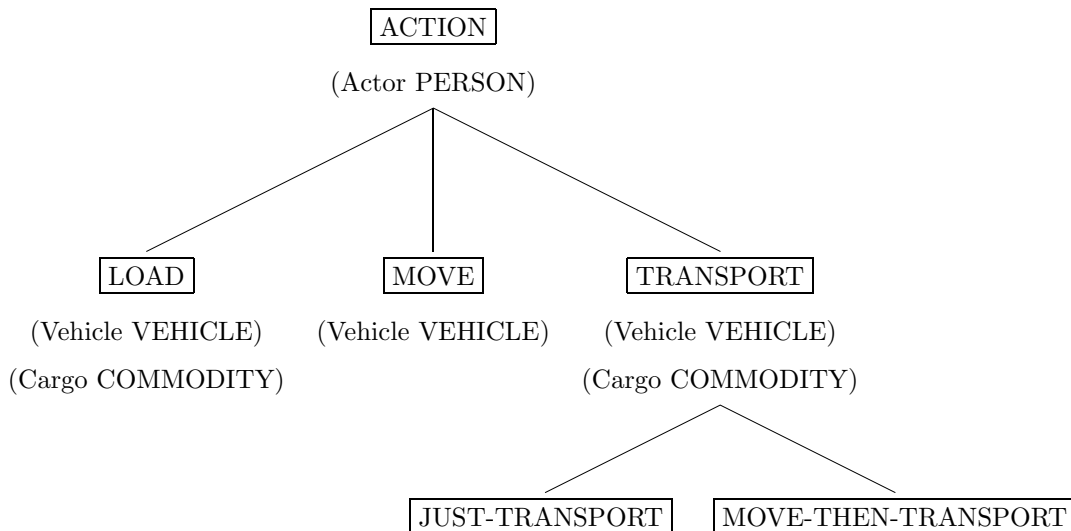 ACTION
(Actor PERSON)
LOAD MOVE TRANSPORT
(Vehicle VEHICLE) (Vehicle VEHICLE) (Vehicle VEHICLE)
(Cargo COMMODITY) (Cargo COMMODITY)
JUST-TRANSPORT MOVE-THEN-TRANSPORT